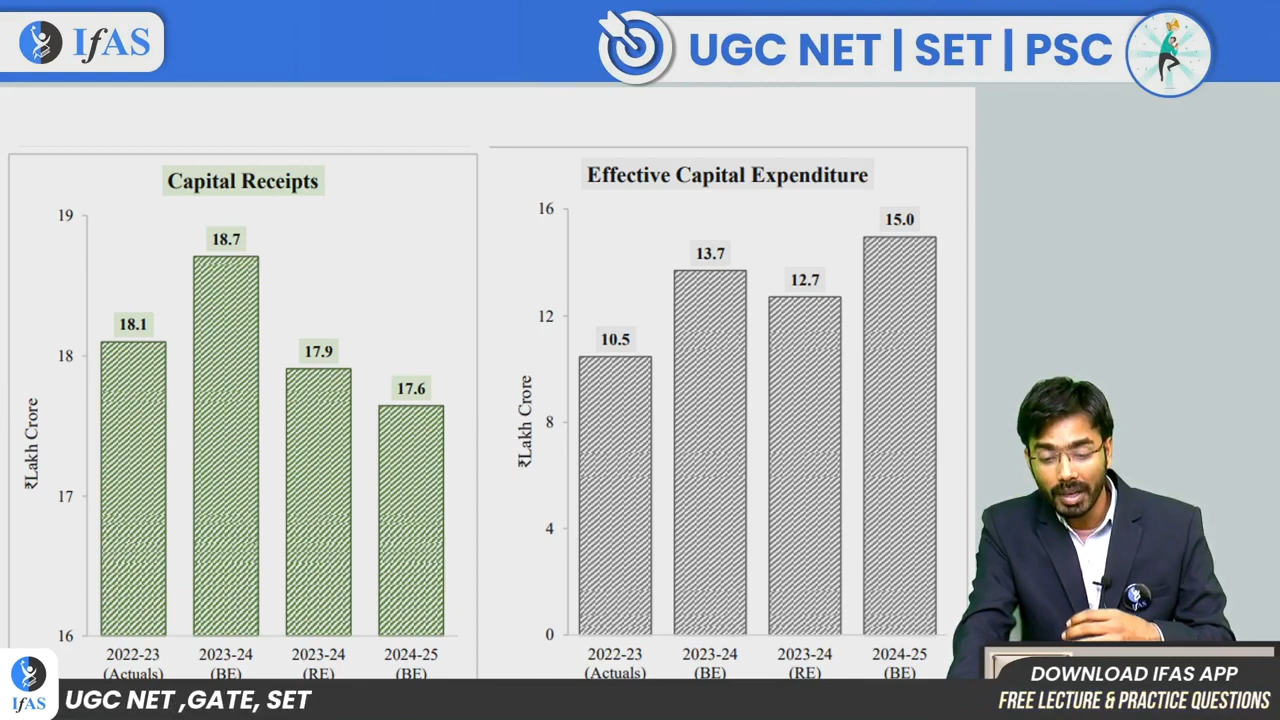 IfAS
UGC NET | SET | PSC
Capital Receipts
19
18
17
16
₹Lakh Crore
18.1
18.7
17.9
17.6
2022-23
(Actuals)
2023-24
(BE)
2023-24
(RE)
2024-25
(BE)
Effective Capital Expenditure
16
12
8
4
0
₹Lakh Crore
10.5
13.7
12.7
15.0
2022-23
(Actuals)
2023-24
(BE)
2023-24
(RE)
2024-25
(BE)
IFAS
IfAS
UGC NET ,GATE, SET
DOWNLOAD IFAS APP
FREE LECTURE & PRACTICE QUESTIONS